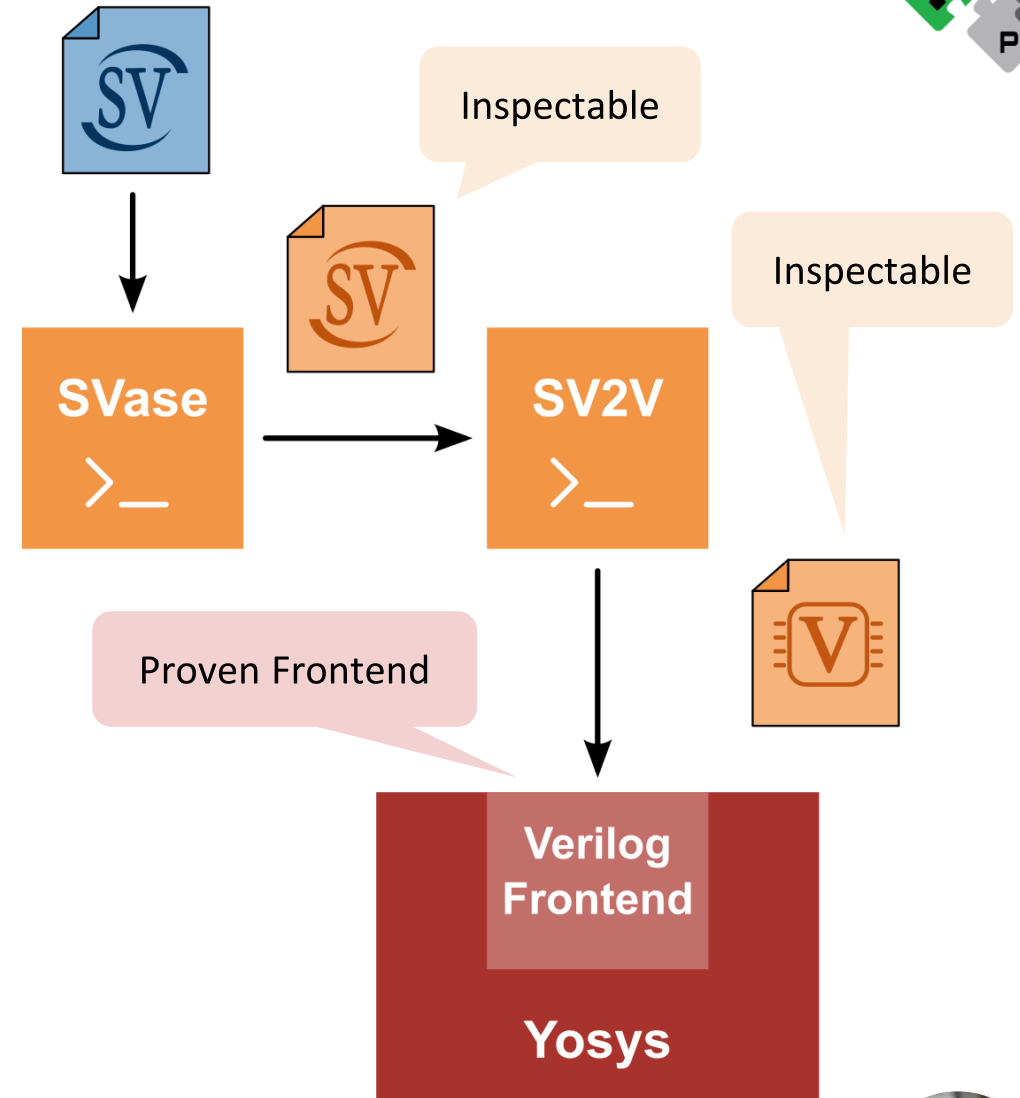 SV
Inspectable
P
SV
Inspectable
SVase
>_
SV2V
>_
V
Proven Frontend
Verilog
Frontend
Yosys